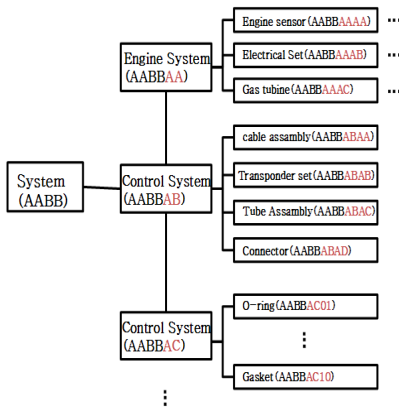 Engine sensor(AABBAAAA) ...
Electrical Set(AABBAAAB) ...
Gas tubine(AABBAAAC) ...
Engine System
(AABBAA)
cable assambly(AABBABAA)
Transponder set(AABBABAB)
Tube Assambly(AABBABAC)
Connector(AABBABAD)
Control System
(AABBAB)
System
(AABB)
O-ring(AABBAC01)
Gasket(AABBAC10)
Control System
(AABBAC)